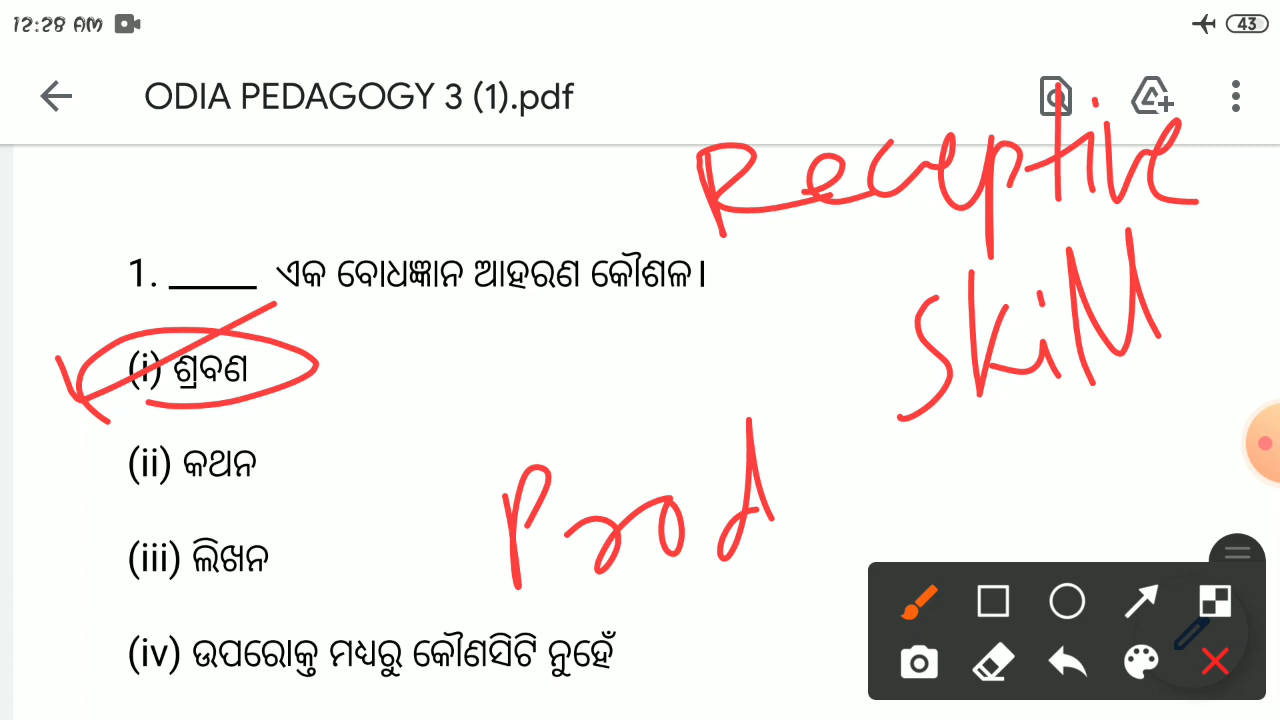 12:28 AM
43
ODIA PEDAGOGY 3 (1).pdf
Receptive
Skill
1. _____ ଏକ ବୋଧଜ୍ଞାନ ଆହରଣ କୌଶଳ।
(i) ଶ୍ରବଣ
(ii) କଥନ
Prod
(iii) ଲିଖନ
(iv) ଉପରୋକ୍ତ ମଧ୍ୟରୁ କୌଣସିଟି ନୁହେଁ